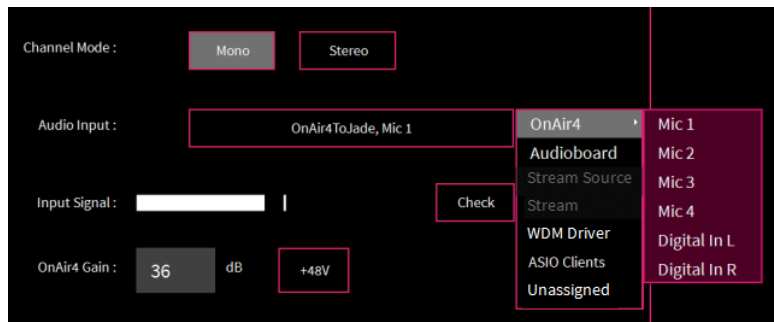 Channel Mode :
Mono
Stereo
Audio Input :
OnAir4ToJade, Mic 1
OnAir4
Audioboard
Stream Source
Stream
WDM Driver
ASIO Clients
Unassigned
Mic 1
Mic 2
Mic 3
Mic 4
Digital In L
Digital In R
Input Signal :
Check
OnAir4 Gain :
36
dB
+48V